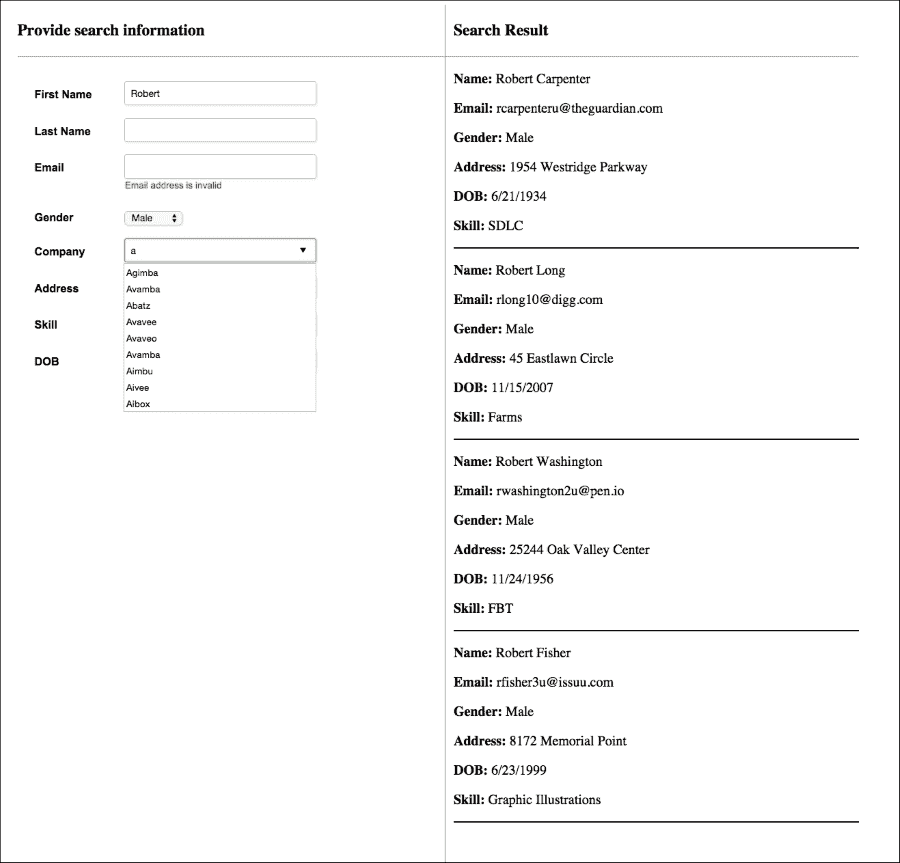 Provide search information
First Name
Robert
Last Name
Email
Email address is invalid
Gender
Male
Company
a
Agimba
Avamba
Abatz
Avavee
Avaveo
Avamba
Aimbu
Aivee
Aibox
Address
Skill
DOB
Search Result
Name: Robert Carpenter
Email: rcarpenteru@theguardian.com
Gender: Male
Address: 1954 Westridge Parkway
DOB: 6/21/1934
Skill: SDLC
Name: Robert Long
Email: rlong10@digg.com
Gender: Male
Address: 45 Eastlawn Circle
DOB: 11/15/2007
Skill: Farms
Name: Robert Washington
Email: rwashington2u@pen.io
Gender: Male
Address: 25244 Oak Valley Center
DOB: 11/24/1956
Skill: FBT
Name: Robert Fisher
Email: rfisher3u@issuu.com
Gender: Male
Address: 8172 Memorial Point
DOB: 6/23/1999
Skill: Graphic Illustrations